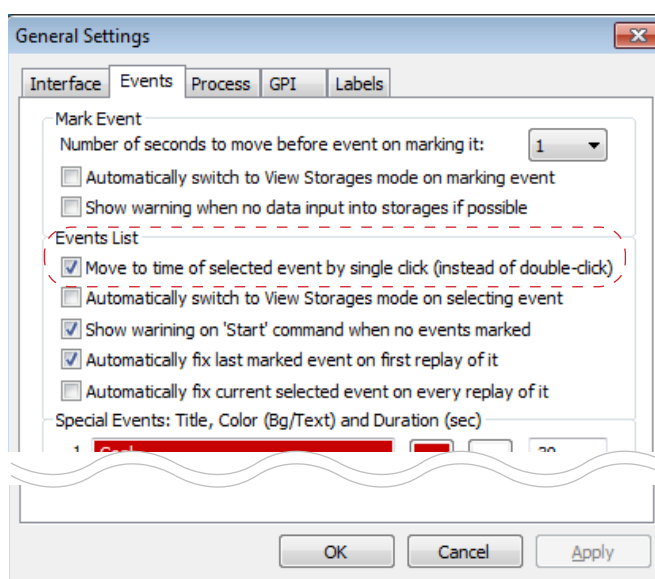 General Settings
Interface Events Process GPI Labels
Mark Event
Number of seconds to move before event on marking it: 1
Automatically switch to View Storages mode on marking event
Show warning when no data input into storages if possible
Events List
Move to time of selected event by single click (instead of double-click)
Automatically switch to View Storages mode on selecting event
Show warining on 'Start' command when no events marked
Automatically fix last marked event on first replay of it
Automatically fix current selected event on every replay of it
Special Events: Title, Color (Bg/Text) and Duration (sec)
1
OK Cancel Apply